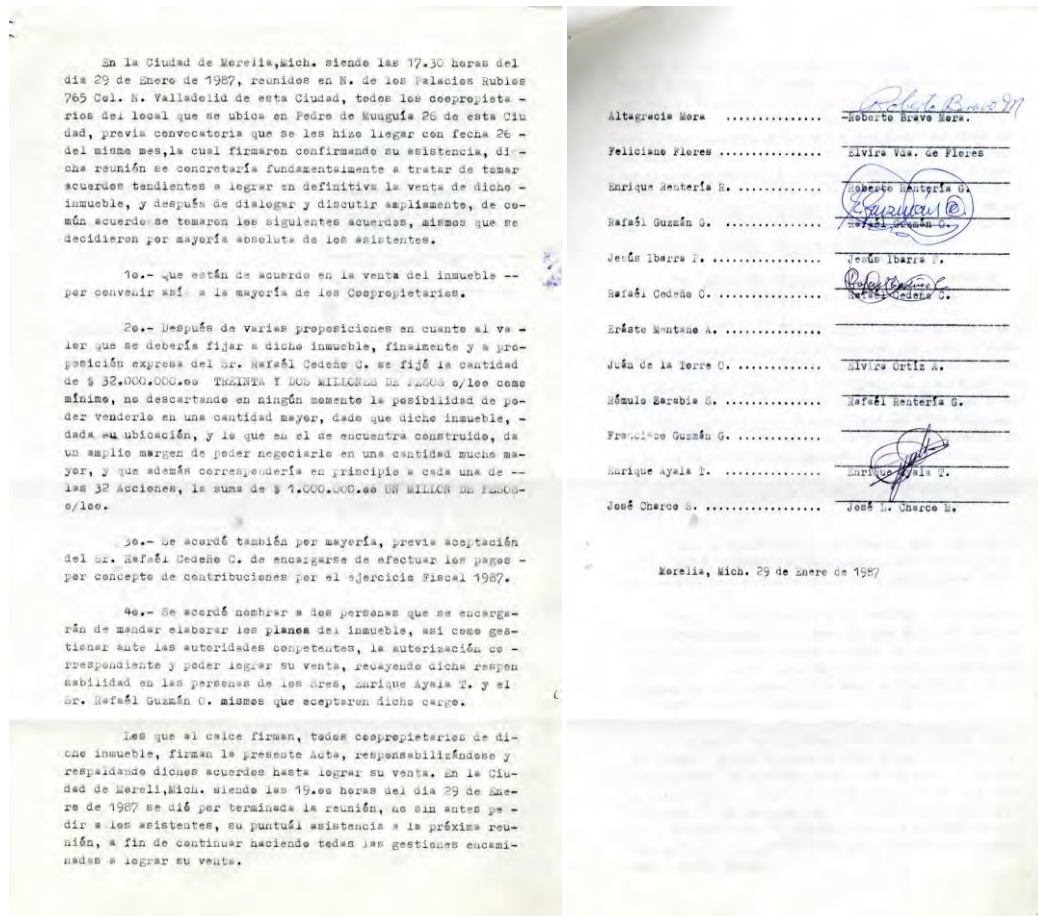 En la Ciudad de Morelia,Mich. siendo las 17.30 horas del
dia 29 de Enero de 1987, reunidos en N. de los Palacios Rubios
765 Col. N. Valladolid de esta Ciudad, todos los coopropieta -
rios del local que se ubica en Pedro de Munguía 26 de esta Ciu
dad, previa convocatoria que se les hizo llegar con fecha 26 -
del mismo mes,la cual firmaron confirmando su asistencia, di -
cha reunión se concretaría fundamentalmente a tratar de tomar
acuerdos tendientes a lograr en definitiva la venta de dicho -
inmueble, y después de dialogar y discutir ampliamente, de co-
mún acuerdo se tomaron los siguientes acuerdos, mismos que se
decidieron por mayoría absoluta de los asistentes.
1o.- que están de acuerdo en la venta del inmueble --
por convenir así a la mayoría de los Coopropietarios.
2o.- Después de varias proposiciones en cuanto al va -
lor que se debería fijar a dicho inmueble, finalmente y a pro-
posición expresa del Sr. Rafaél Cedeño C. se fijó la cantidad
de $ 32.000.000.oo TREINTA Y DOS MILLONES DE PESOS o/loo como
mínimo, no descartando en ningún momento la posibilidad de po-
der venderlo en una cantidad mayor, dado que dicho inmueble, -
dada su ubicación, y lo que en el se encuentra construido, da
un amplio margen de poder negociarlo en una cantidad mucho ma-
yor, y que además correspondería en principio a cada una de --
las 32 Acciones, la suma de $ 1.000.000.oo UN MILLON DE PESOS-
o/loo.
3o.- Se acordó también por mayoría, previa aceptación
del Sr. Rafaél Cedeño C. de encargarse de efectuar los pagos -
por concepto de contribuciones por el ejercicio Fiscal 1987.
4o.- Se acordó nombrar a dos personas que se encarga-
rán de mandar elaborar los planos del inmueble, asi como ges-
tionar ante las autoridades conpetentes, la autorización co -
rrespondiente y poder lograr su venta, recayendo dicha respon
sabilidad en las personas de los Sres, Enrique Ayala T. y el
Sr. Rafaél Guzmán O. mismos que aceptaron dicho cargo.
Los que al calce firman, todos coopropietarios de di-
cho inmueble, firman la presente Acta, responsabilizándose y
respaldando dichos acuerdos hasta lograr su venta. En la Ciu-
dad de Moreli,Mich. siendo las 19.oo horas del dia 29 de Ene-
ro de 1987 se dió por terminada la reunión, no sin antes pe -
dir a los asistentes, su puntuál asistencia a la próxima reu-
nión, a fin de continuar haciendo todas las gestiones encami-
nadas a lograr su venta.
Roberto Bravo M
Altagracia Mora .............. Roberto Bravo Mora.
Feliciano Flores ............... Elvira Vda. de Flores
Enrique Rentería R. ............. Roberto Rentería G.
Rafaél Guzmán G. ............... Rafaél Guzmán G.
Jesús Ibarra P. ................ Jesús Ibarra P.
Rafaél Cedeño C. ............... Rafaél Cedeño C.
Erásto Montaño A. ..............
Juán de la Torre O. ............. Elvira Ortíz A.
Rómulo Sarabia S. .............. Rafaél Rentería G.
Francisco Guzmán G. .............
Enrique Ayala T. ............... Enrique Ayala T.
José Charco S. ................. José L. Charco M.
Morelia, Mich. 29 de Enero de 1987